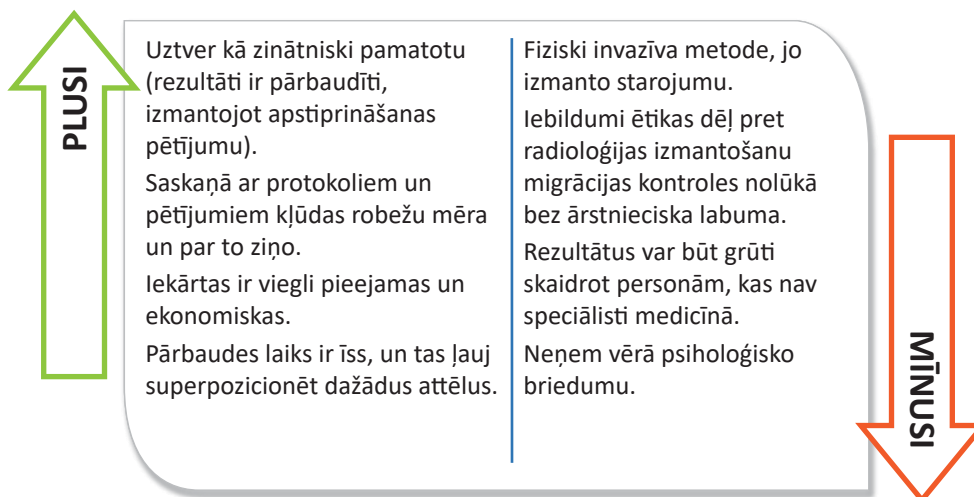 PLUSI
Uztver kā zinātniski pamatotu
(rezultāti ir pārbaudīti,
izmantojot apstiprināšanas
pētījumu).
Saskaņā ar protokoliem un
pētījumiem kļūdas robežu mēra
un par to ziņo.
Iekārtas ir viegli pieejamas un
ekonomiskas.
Pārbaudes laiks ir īss, un tas ļauj
superpozicionēt dažādus attēlus.
Fiziski invazīva metode, jo
izmanto starojumu.
Iebildumi ētikas dēļ pret
radioloģijas izmantošanu
migrācijas kontroles nolūkā
bez ārstnieciska labuma.
Rezultātus var būt grūti
skaidrot personām, kas nav
speciālisti medicīnā.
Neņem vērā psiholoģisko
briedumu.
MĪNUSI